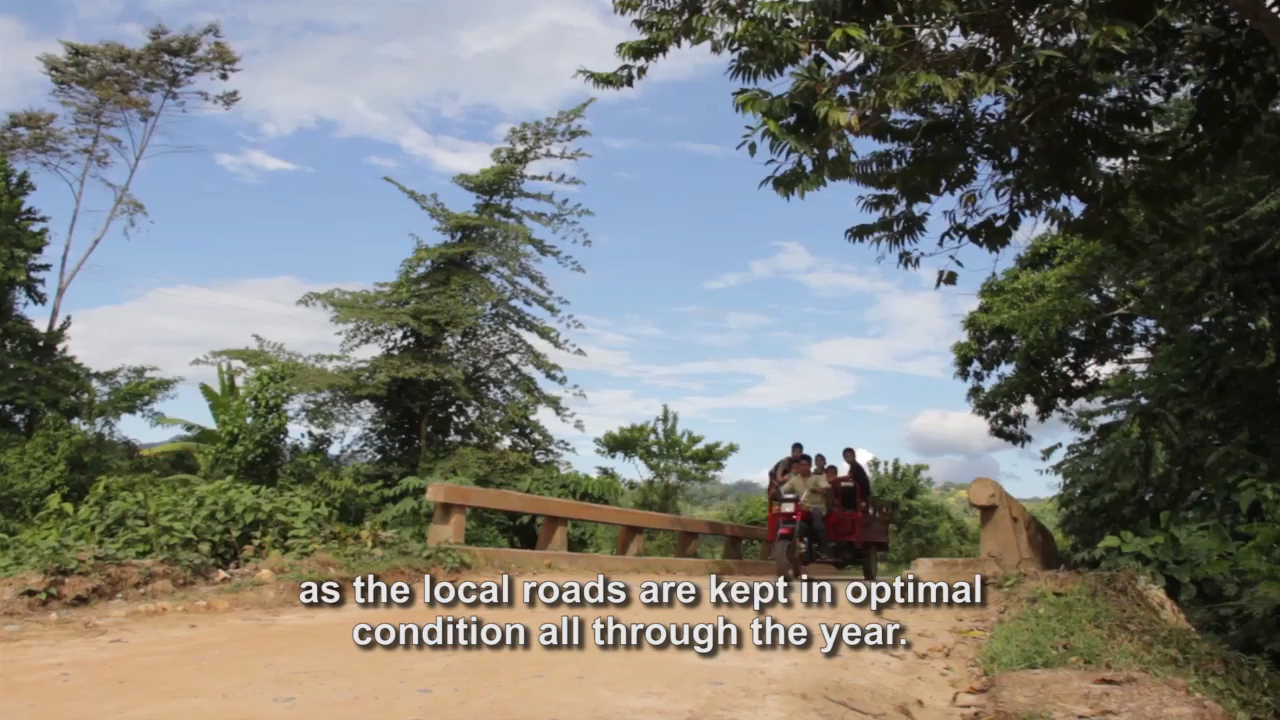 as the local roads are kept in optimal
condition all through the year.